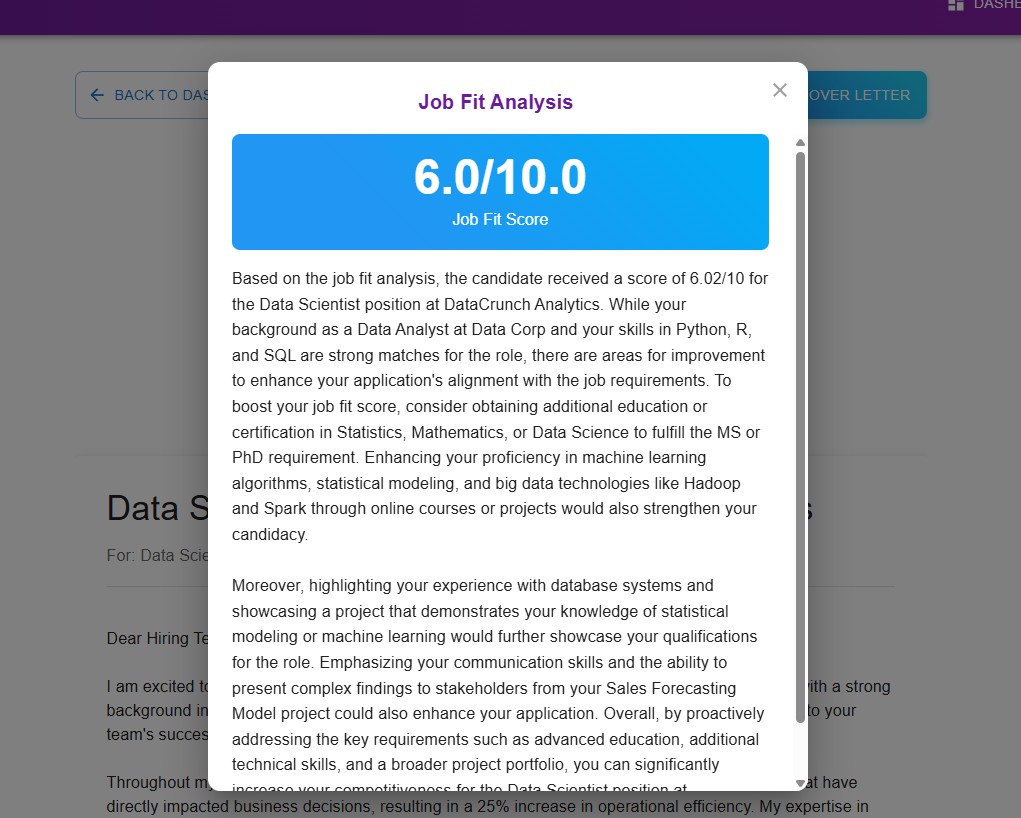 DASHB
BACK TO DAS
OVER LETTER
Job Fit Analysis
6.0/10.0
Job Fit Score
Based on the job fit analysis, the candidate received a score of 6.02/10 for
the Data Scientist position at DataCrunch Analytics. While your
background as a Data Analyst at Data Corp and your skills in Python, R,
and SQL are strong matches for the role, there are areas for improvement
to enhance your application's alignment with the job requirements. To
boost your job fit score, consider obtaining additional education or
certification in Statistics, Mathematics, or Data Science to fulfill the MS or
PhD requirement. Enhancing your proficiency in machine learning
algorithms, statistical modeling, and big data technologies like Hadoop
and Spark through online courses or projects would also strengthen your
candidacy.
Moreover, highlighting your experience with database systems and
showcasing a project that demonstrates your knowledge of statistical
modeling or machine learning would further showcase your qualifications
for the role. Emphasizing your communication skills and the ability to
present complex findings to stakeholders from your Sales Forecasting
Model project could also enhance your application. Overall, by proactively
addressing the key requirements such as advanced education, additional
technical skills, and a broader project portfolio, you can significantly
increase your competitiveness for the Data Scientist position at
Data S
s
For: Data Scie
Dear Hiring Te
I am excited to
ith a strong
background in
to your
team's succes
Throughout m
at have
directly impacted business decisions, resulting in a 25% increase in operational efficiency. My expertise in